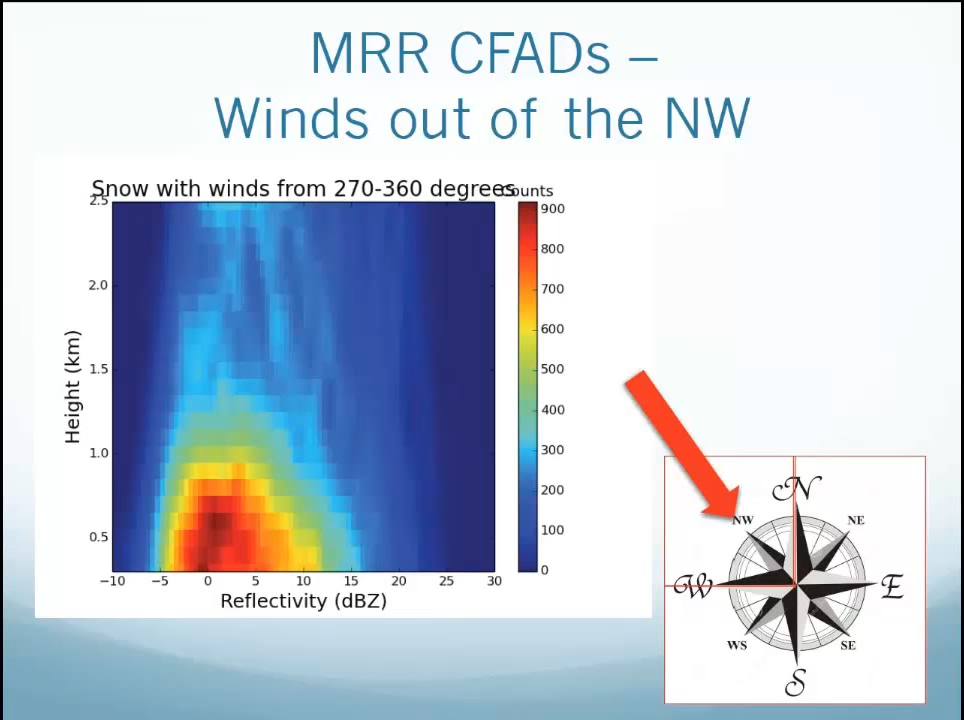 MRR CFADs –
Winds out of the NW
Snow with winds from 270-360 degrees
Counts
2.5
2.0
1.5
1.0
0.5
Height (km)
−10 −5 0 5 10 15 20 25 30
Reflectivity (dBZ)
900
800
700
600
500
400
300
200
100
0
N
NW NE
W E
WS SE
S